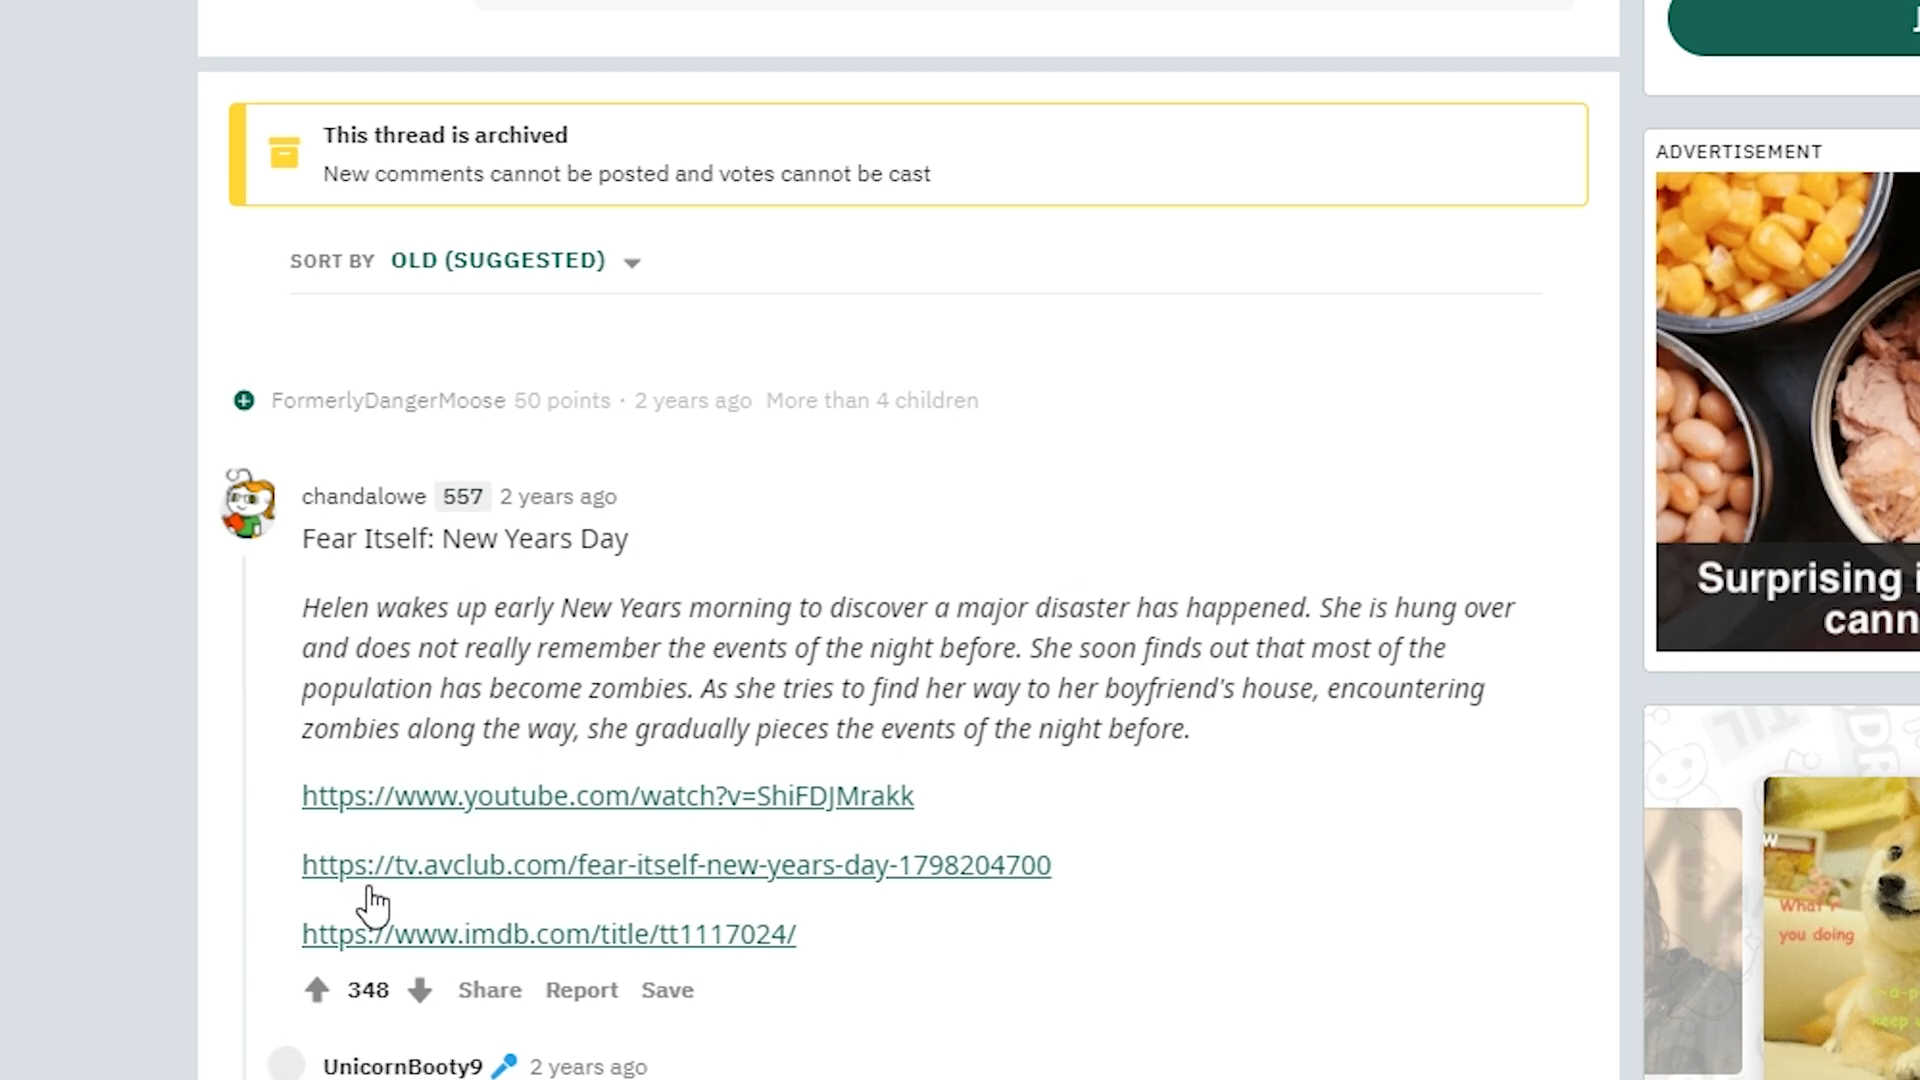 This thread is archived
New comments cannot be posted and votes cannot be cast
SORT BY OLD (SUGGESTED)
FormerlyDangerMoose 50 points · 2 years ago More than 4 children
chandalowe 557 2 years ago
Fear Itself: New Years Day
Helen wakes up early New Years morning to discover a major disaster has happened. She is hung over
and does not really remember the events of the night before. She soon finds out that most of the
population has become zombies. As she tries to find her way to her boyfriend's house, encountering
zombies along the way, she gradually pieces the events of the night before.
https://www.youtube.com/watch?v=ShiFDJMrakk
https://tv.avclub.com/fear-itself-new-years-day-1798204700
https://www.imdb.com/title/tt1117024/
348 Share Report Save
UnicornBooty9 2 years ago
ADVERTISEMENT
Surprising
cann
TIL
you doing